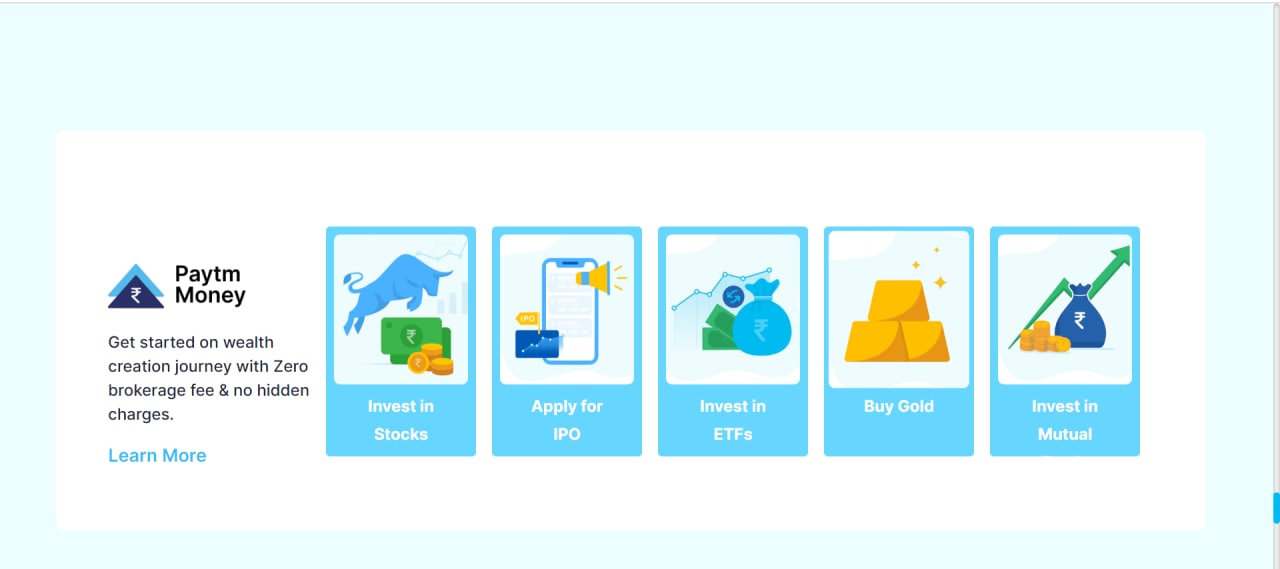 Paytm
Money
Get started on wealth
creation journey with Zero
brokerage fee & no hidden
charges.
Learn More
₹
₹
₹
Invest in
Stocks
IPO
Apply for
IPO
₹
Invest in
ETFs
Buy Gold
₹
Invest in
Mutual